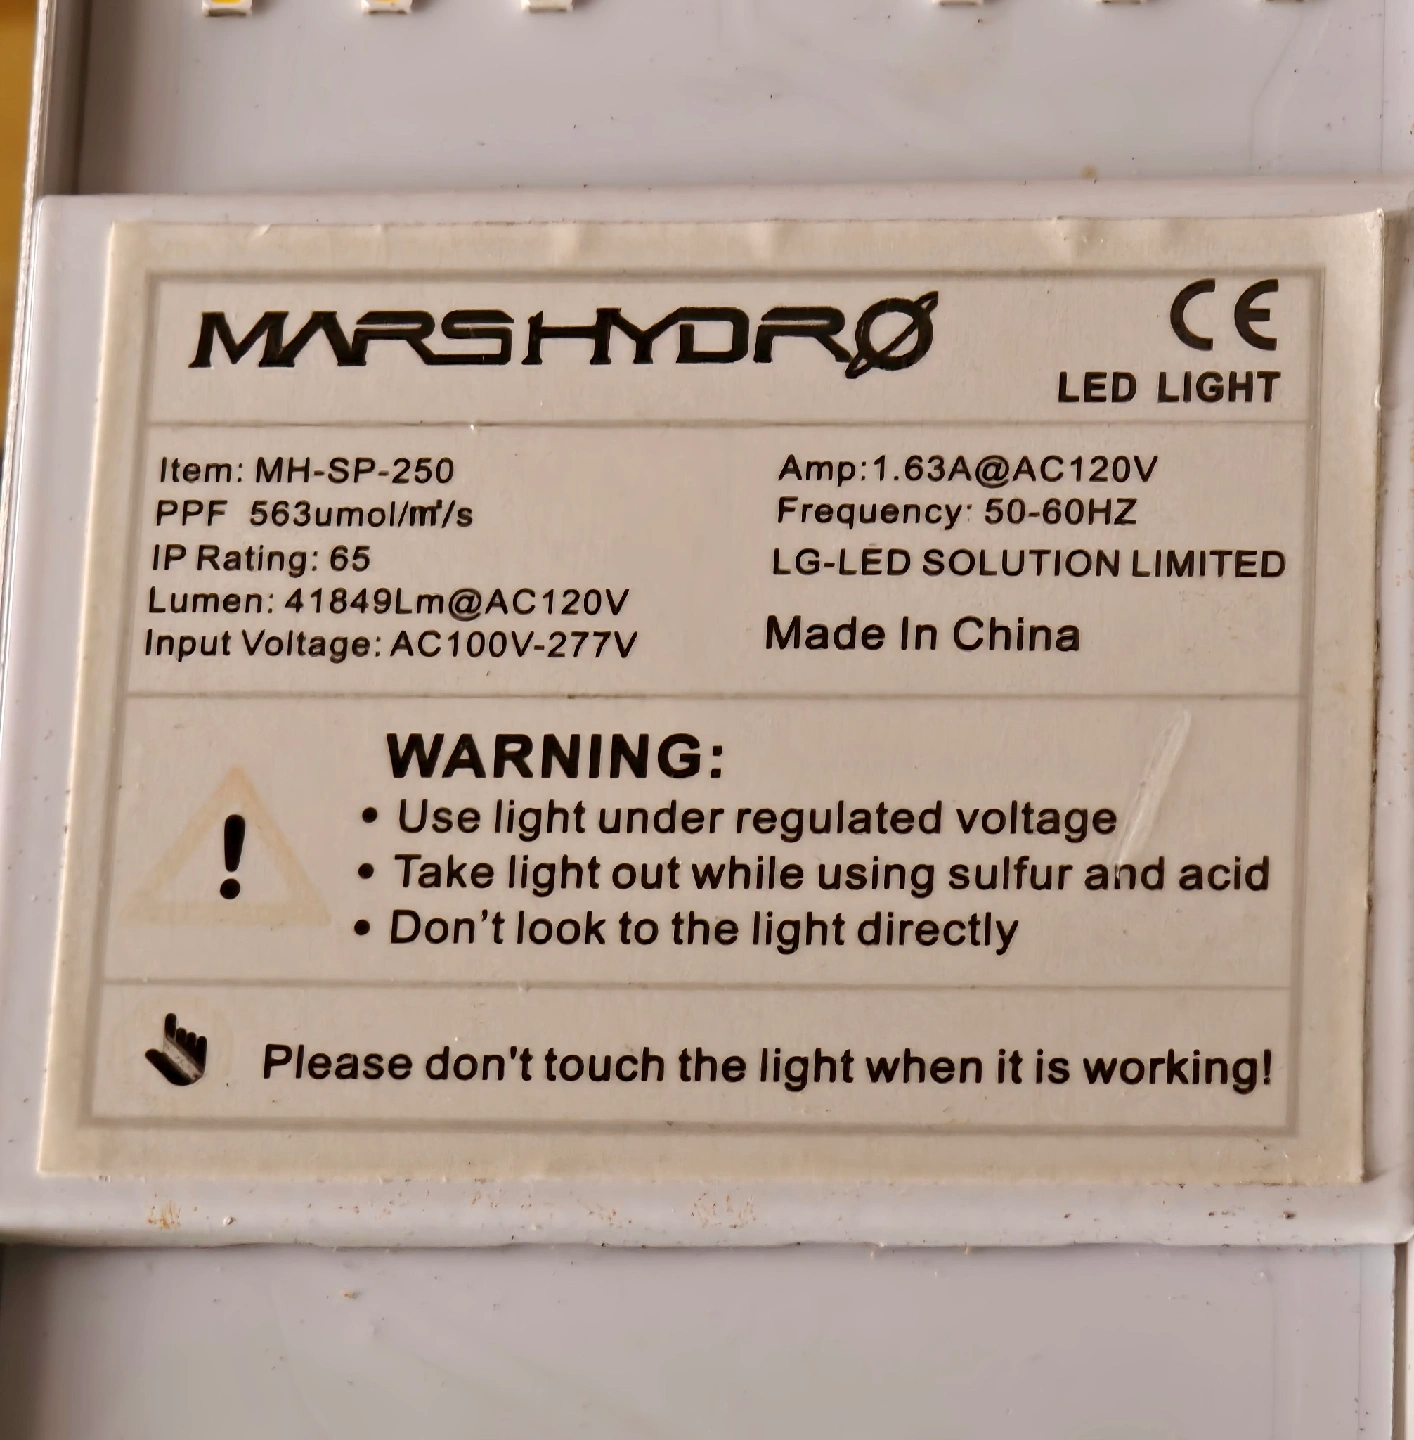 MARSHYDRO
CE
LED LIGHT
Item: MH-SP-250
PPF 563umol/㎡/s
IP Rating: 65
Lumen: 41849Lm@AC120V
Input Voltage: AC100V-277V
Amp:1.63A@AC120V
Frequency: 50-60HZ
LG-LED SOLUTION LIMITED
Made In China
WARNING:
• Use light under regulated voltage
• Take light out while using sulfur and acid
• Don't look to the light directly
Please don't touch the light when it is working!